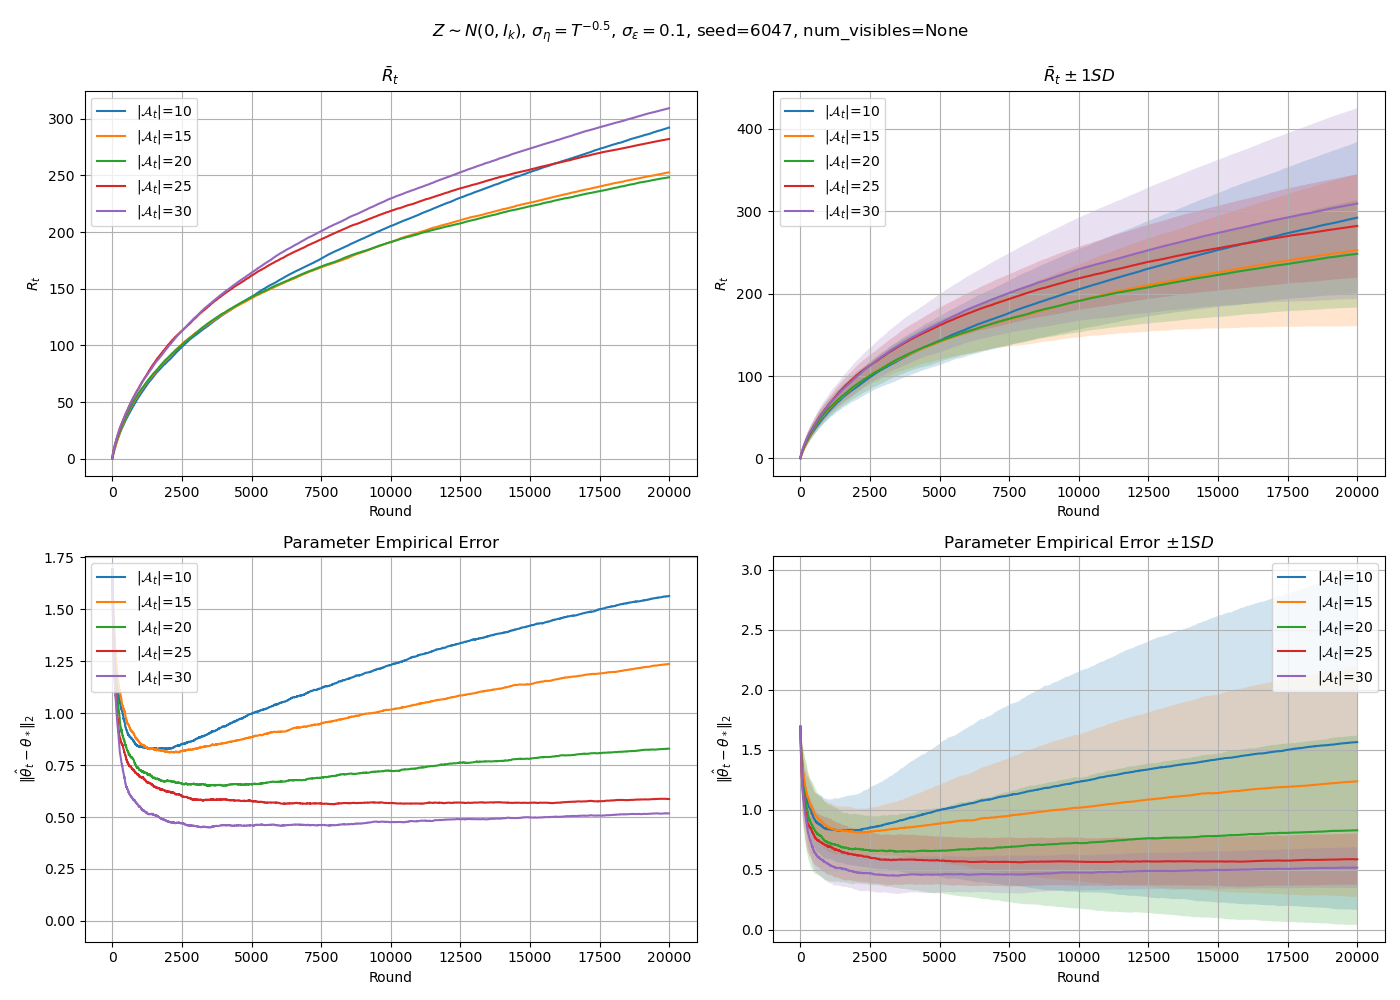 Z ~ N(0, I_k), σ_η = T^{−0.5}, σ_ε = 0.1, seed=6047, num_visibles=None
R̄_t
|𝒜_t|=10
|𝒜_t|=15
|𝒜_t|=20
|𝒜_t|=25
|𝒜_t|=30
300
250
200
150
100
50
0
R_t
0 2500 5000 7500 10000 12500 15000 17500 20000
Round
R̄_t ± 1SD
|𝒜_t|=10
|𝒜_t|=15
|𝒜_t|=20
|𝒜_t|=25
|𝒜_t|=30
400
300
200
100
0
R_t
0 2500 5000 7500 10000 12500 15000 17500 20000
Round
Parameter Empirical Error
|𝒜_t|=10
|𝒜_t|=15
|𝒜_t|=20
|𝒜_t|=25
|𝒜_t|=30
1.75
1.50
1.25
1.00
0.75
0.50
0.25
0.00
‖θ̂_t − θ_*‖_2
0 2500 5000 7500 10000 12500 15000 17500 20000
Round
Parameter Empirical Error ±1SD
|𝒜_t|=10
|𝒜_t|=15
|𝒜_t|=20
|𝒜_t|=25
|𝒜_t|=30
3.0
2.5
2.0
1.5
1.0
0.5
0.0
‖θ̂_t − θ_*‖_2
0 2500 5000 7500 10000 12500 15000 17500 20000
Round